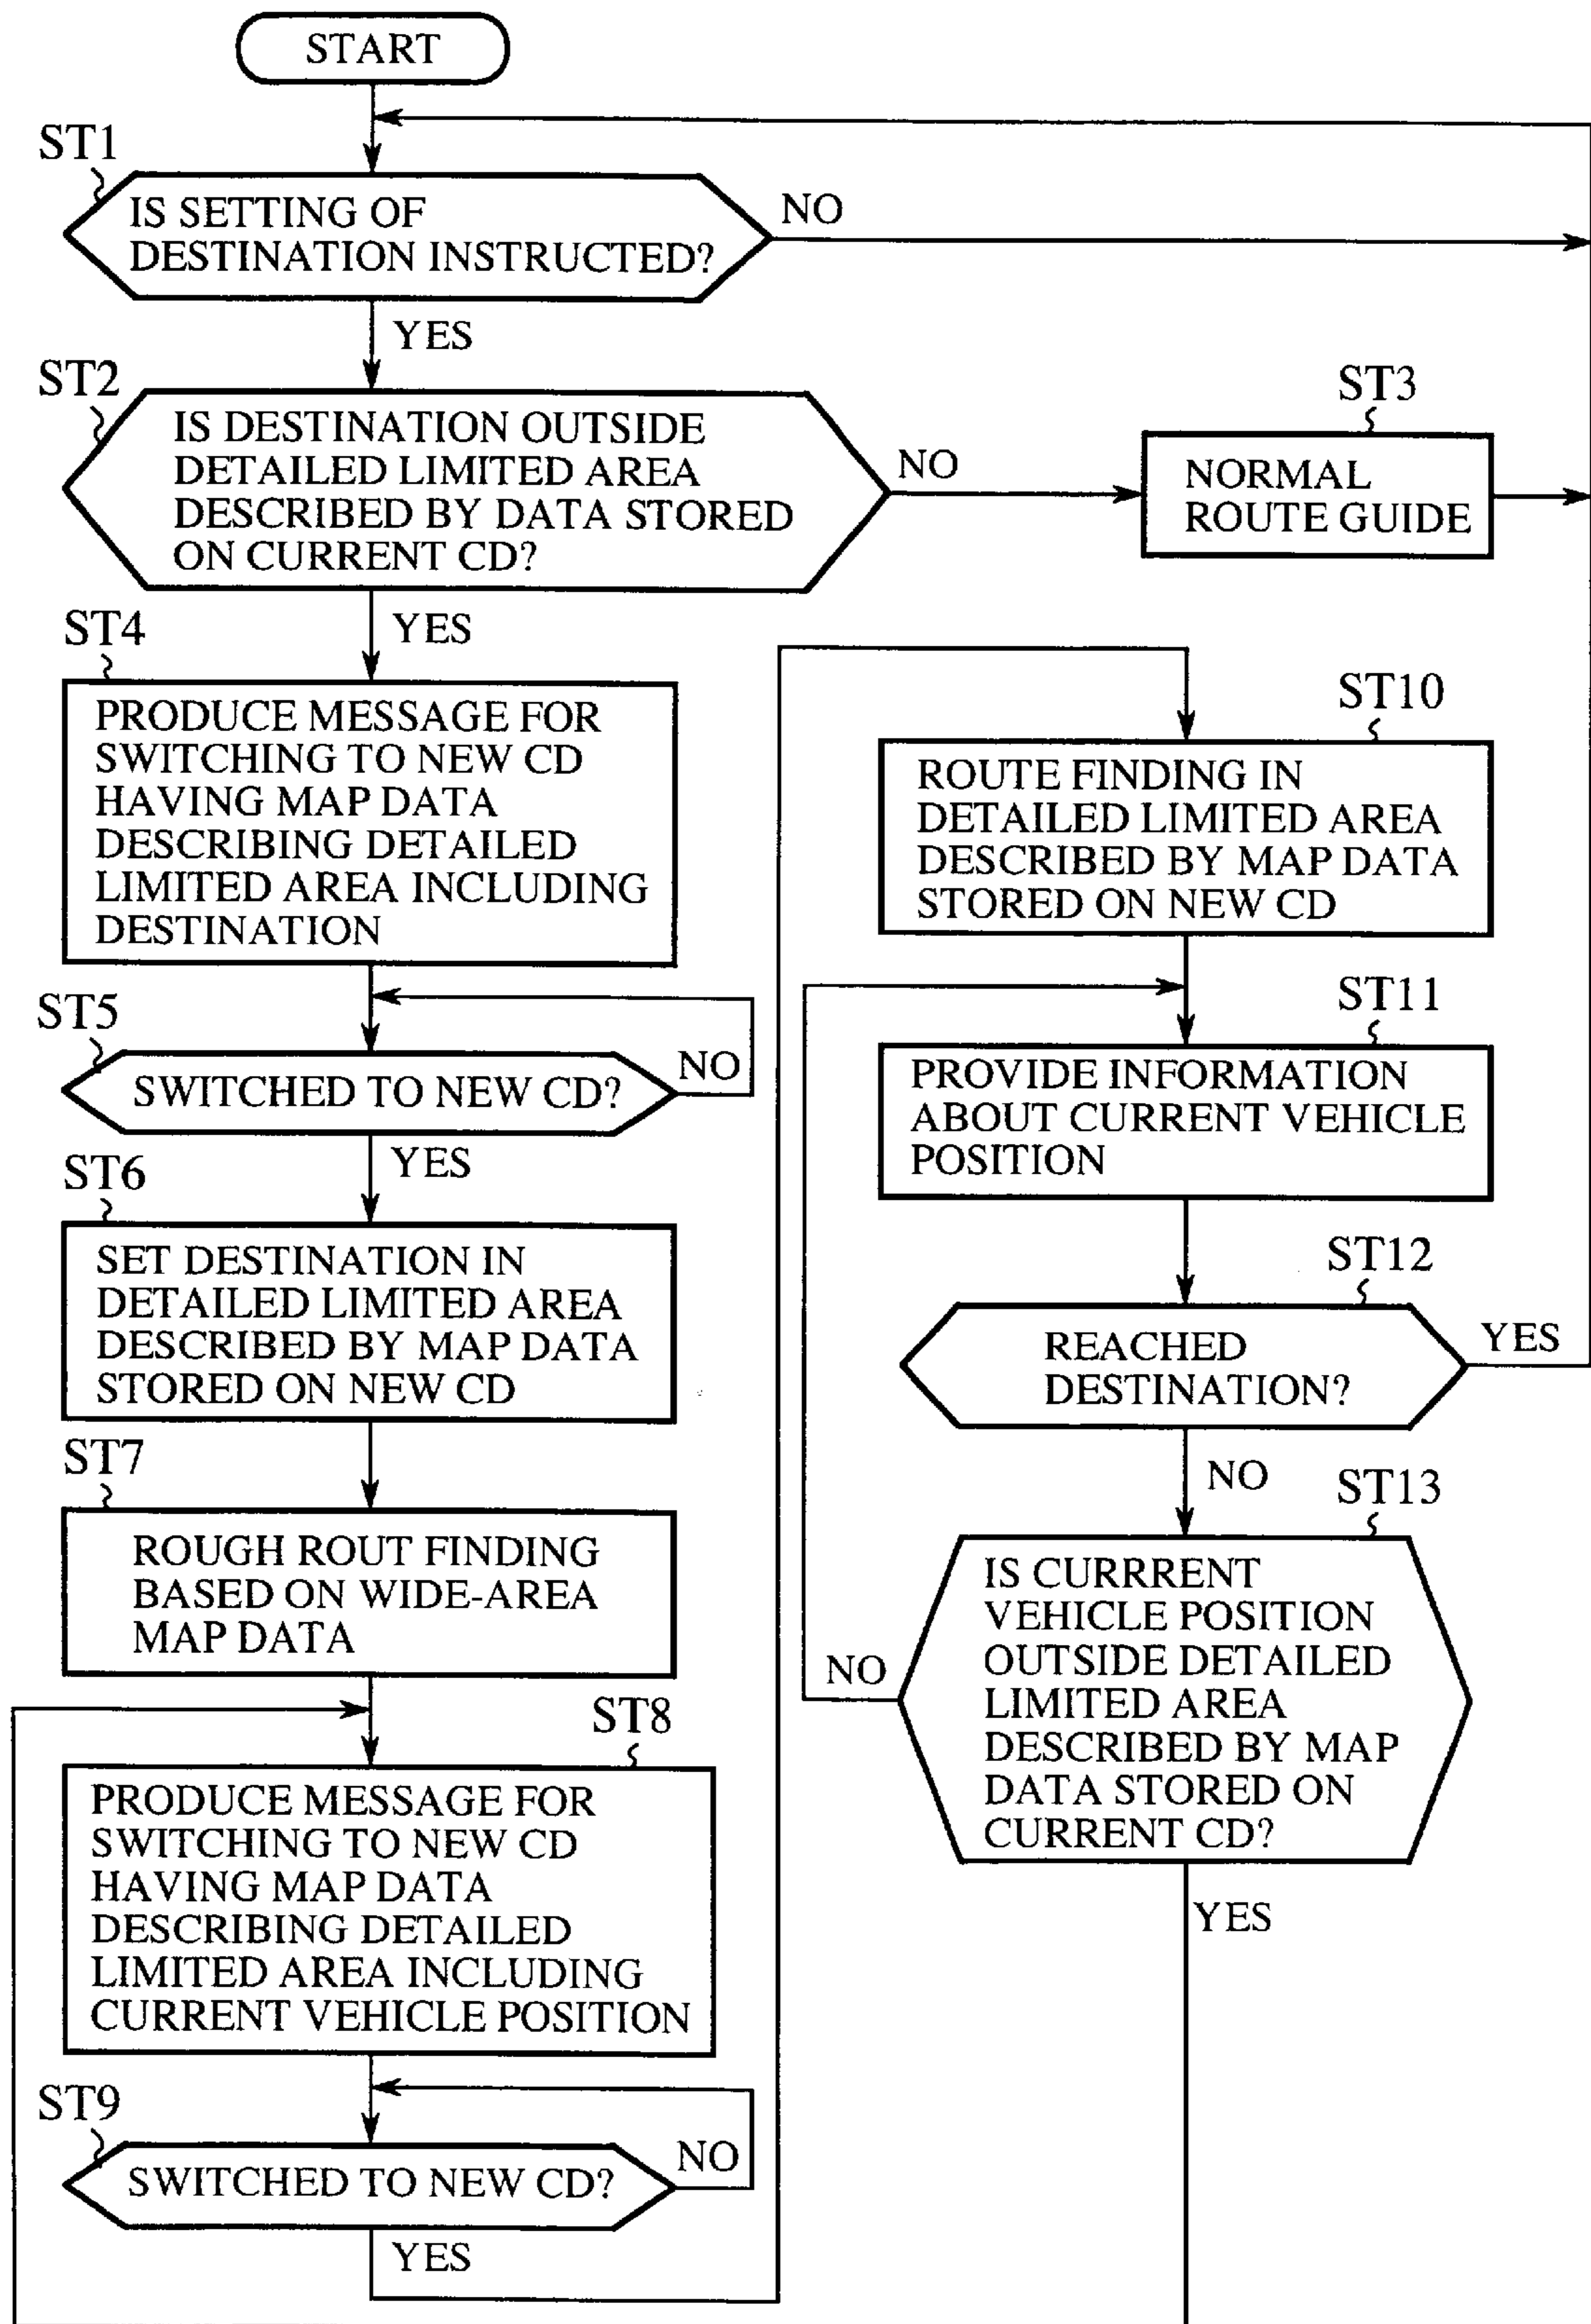 START
ST1
IS SETTING OF
DESTINATION INSTRUCTED?
NO
YES
ST2
IS DESTINATION OUTSIDE
DETAILED LIMITED AREA
DESCRIBED BY DATA STORED
ON CURRENT CD?
NO
ST3
NORMAL
ROUTE GUIDE
YES
ST4
PRODUCE MESSAGE FOR
SWITCHING TO NEW CD
HAVING MAP DATA
DESCRIBING DETAILED
LIMITED AREA INCLUDING
DESTINATION
ST5
SWITCHED TO NEW CD?
NO
YES
ST6
SET DESTINATION IN
DETAILED LIMITED AREA
DESCRIBED BY MAP DATA
STORED ON NEW CD
ST7
ROUGH ROUT FINDING
BASED ON WIDE-AREA
MAP DATA
ST8
PRODUCE MESSAGE FOR
SWITCHING TO NEW CD
HAVING MAP DATA
DESCRIBING DETAILED
LIMITED AREA INCLUDING
CURRENT VEHICLE POSITION
ST9
SWITCHED TO NEW CD?
NO
YES
ST10
ROUTE FINDING IN
DETAILED LIMITED AREA
DESCRIBED BY MAP DATA
STORED ON NEW CD
ST11
PROVIDE INFORMATION
ABOUT CURRENT VEHICLE
POSITION
ST12
REACHED
DESTINATION?
YES
NO
ST13
IS CURRRENT
VEHICLE POSITION
OUTSIDE DETAILED
LIMITED AREA
DESCRIBED BY MAP
DATA STORED ON
CURRENT CD?
NO
YES